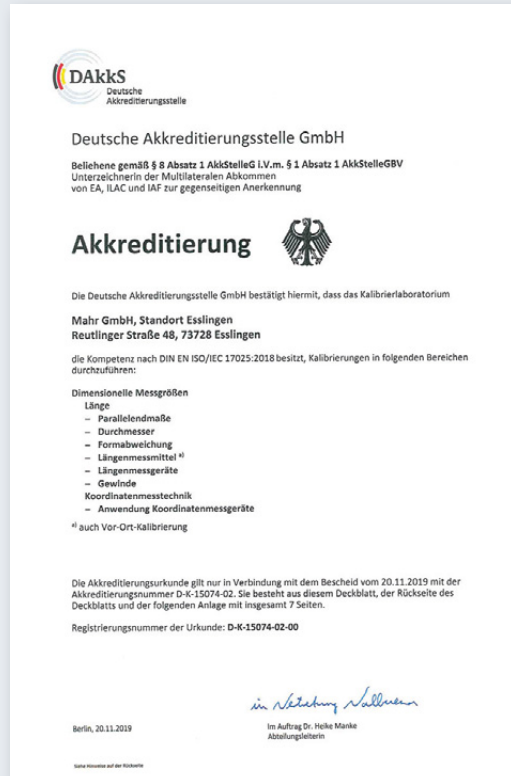 DAkkS
Deutsche
Akkreditierungsstelle
Deutsche Akkreditierungsstelle GmbH
Beliehene gemäß § 8 Absatz 1 AkkStelleG i.V.m. § 1 Absatz 1 AkkStelleGBV
Unterzeichnerin der Multilateralen Abkommen
von EA, ILAC und IAF zur gegenseitigen Anerkennung
Akkreditierung
Die Deutsche Akkreditierungsstelle GmbH bestätigt hiermit, dass das Kalibrierlaboratorium
Mahr GmbH, Standort Esslingen
Reutlinger Straße 48, 73728 Esslingen
die Kompetenz nach DIN EN ISO/IEC 17025:2018 besitzt, Kalibrierungen in folgenden Bereichen
durchzuführen:
Dimensionelle Messgrößen
Länge
– Parallelendmaße
– Durchmesser
– Formabweichung
– Längenmessmittel a)
– Längenmessgeräte
– Gewinde
Koordinatenmesstechnik
– Anwendung Koordinatenmessgeräte
a) auch Vor-Ort-Kalibrierung
Die Akkreditierungsurkunde gilt nur in Verbindung mit dem Bescheid vom 20.11.2019 mit der
Akkreditierungsnummer D-K-15074-02. Sie besteht aus diesem Deckblatt, der Rückseite des
Deckblatts und der folgenden Anlage mit insgesamt 7 Seiten.
Registrierungsnummer der Urkunde: D-K-15074-02-00
in
Berlin, 20.11.2019
Im Auftrag Dr. Heike Manke
Abteilungsleiterin
Siehe Hinweise auf der Rückseite